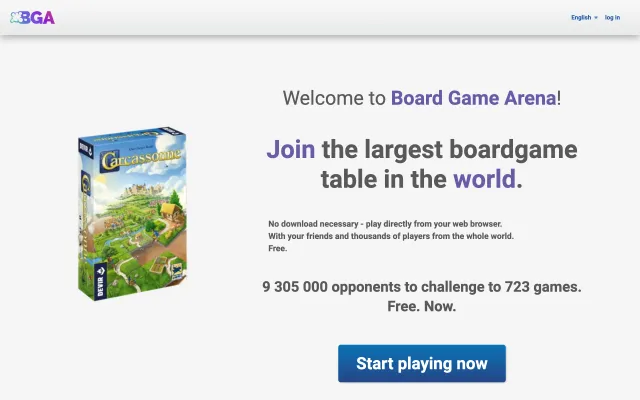 BGA
English
log in
Welcome to Board Game Arena!
Join the largest boardgame
table in the world.
Carcassonne
DEVIR
No download necessary - play directly from your web browser.
With your friends and thousands of players from the whole world.
Free.
9 305 000 opponents to challenge to 723 games.
Free. Now.
Start playing now